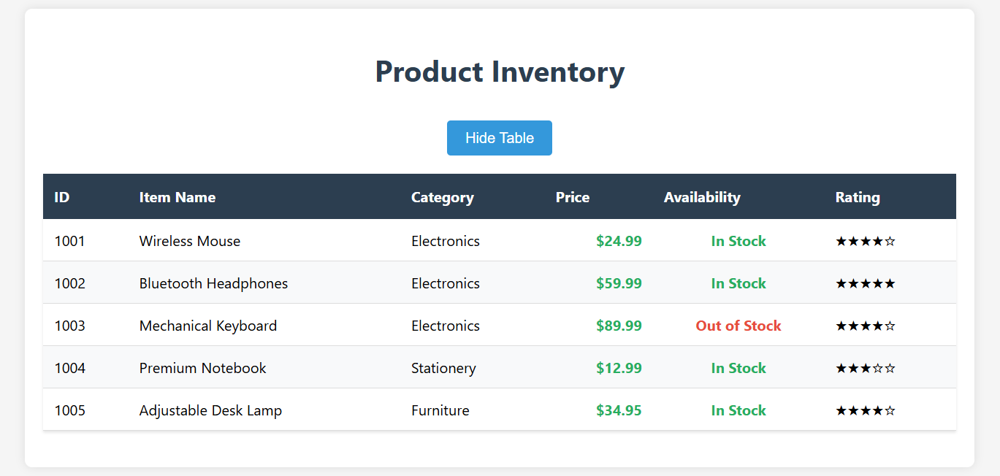 Product Inventory
Hide Table
ID Item Name Category Price Availability Rating
1001 Wireless Mouse Electronics $24.99 In Stock ★★★★☆
1002 Bluetooth Headphones Electronics $59.99 In Stock ★★★★★
1003 Mechanical Keyboard Electronics $89.99 Out of Stock ★★★★☆
1004 Premium Notebook Stationery $12.99 In Stock ★★★☆☆
1005 Adjustable Desk Lamp Furniture $34.95 In Stock ★★★★☆